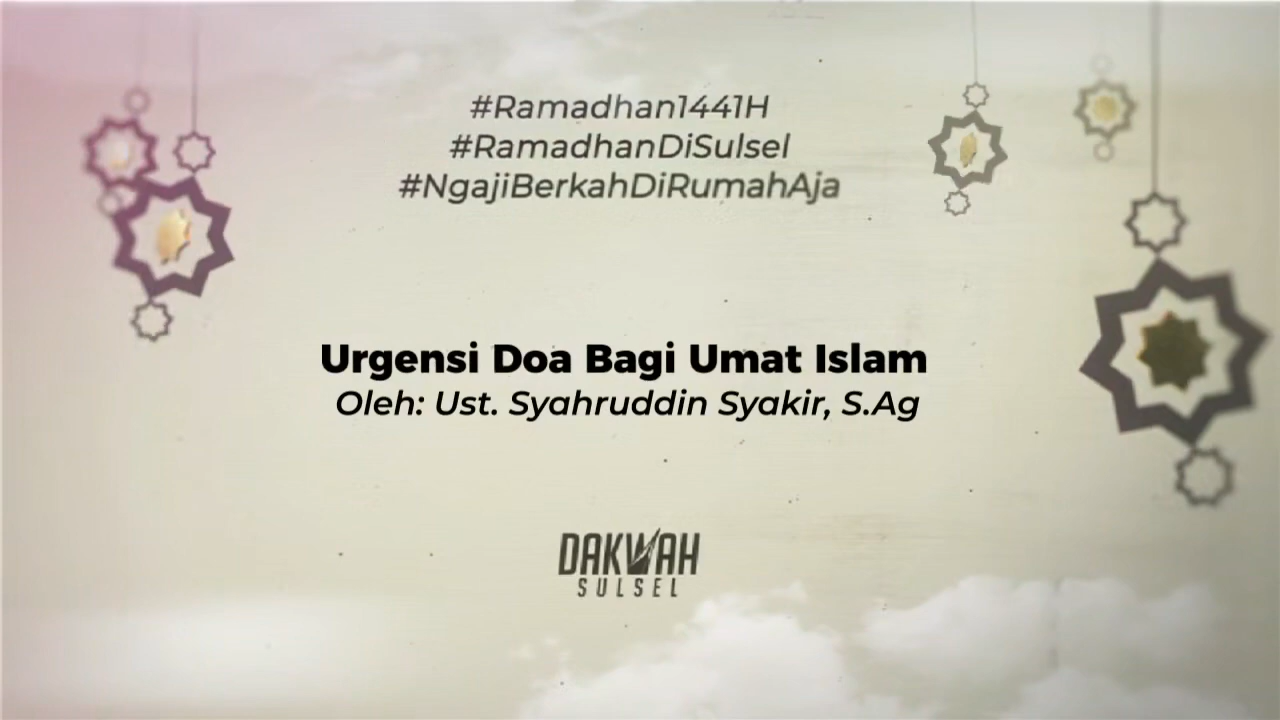 #Ramadhan1441H
#RamadhanDiSulsel
#NgajiBerkahDiRumahAja
Urgensi Doa Bagi Umat Islam
Oleh: Ust. Syahruddin Syakir, S.Ag
DAKWAH
SULSEL